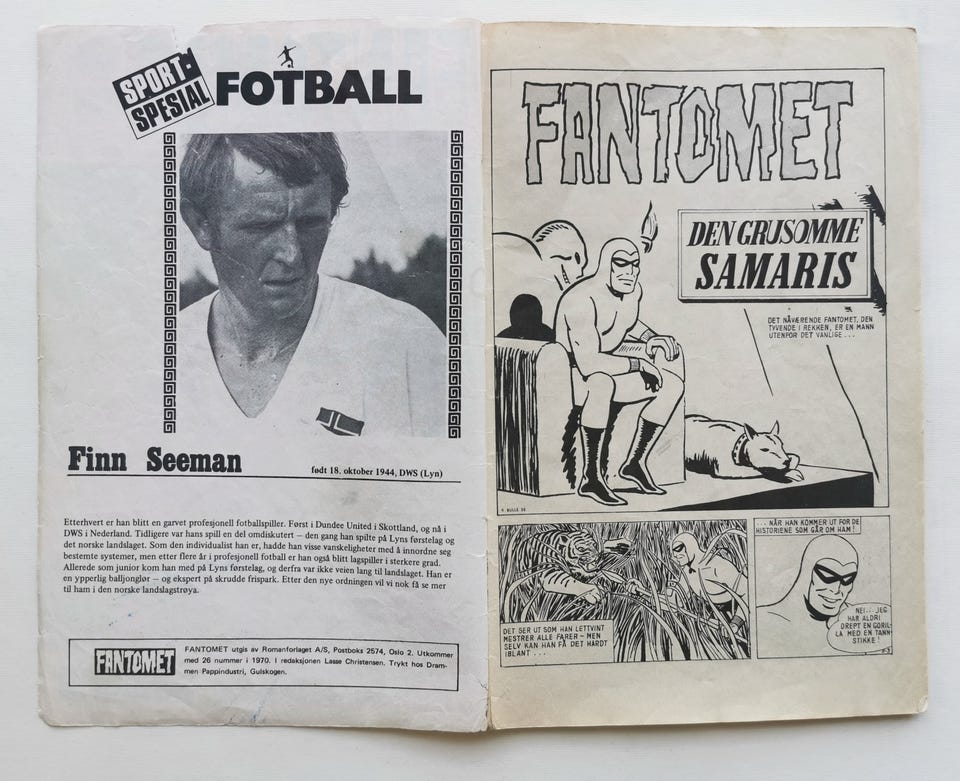 SPORT-
SPESIAL
FOTBALL
Finn Seeman
født 18. oktober 1944, DWS (Lyn)
Etterhvert er han blitt en garvet profesjonell fotballspiller. Først i Dundee United i Skottland, og nå i
DWS i Nederland. Tidligere var hans spill en del omdiskutert – den gang han spilte på Lyns førstelag og
det norske landslaget. Som den individualist han er, hadde han visse vanskeligheter med å innordne seg
bestemte systemer, men etter flere år i profesjonell fotball er han også blitt lagspiller i sterkere grad.
Allerede som junior kom han med på Lyns førstelag, og derfra var ikke veien lang til landslaget. Han er
en ypperlig balljonglør – og ekspert på skrudde frispark. Etter den nye ordningen vil vi nok få se mer
til ham i den norske landslagstrøya.
FANTOMET
FANTOMET utgis av Romanforlaget A/S, Postboks 2574, Oslo 2. Utkommer
med 26 nummer i 1970. I redaksjonen Lasse Christensen. Trykt hos Dram-
men Pappindustri, Gulskogen.
FANTOMET
DEN GRUSOMME
SAMARIS
DET NÅVÆRENDE FANTOMET, DEN
TYVENDE I REKKEN, ER EN MANN
UTENFOR DET VANLIGE...
© BULLS
DET SER UT SOM HAN LETTVINT
MESTRER ALLE FARER – MEN
SELV KAN HAN FÅ DET HARDT
IBLANT ....
... NÅR HAN KOMMER UT FOR DE
HISTORIENE SOM GÅR OM HAM!
NEI... JEG
HAR ALDRI
DREPT EN GORIL-
LA MED EN TANN-
STIKKE!